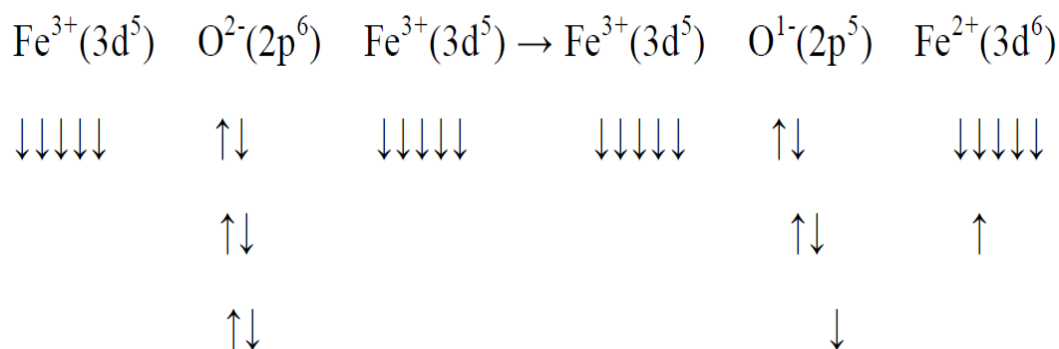 Fe³⁺(3d⁵) O²⁻(2p⁶) Fe³⁺(3d⁵) → Fe³⁺(3d⁵) O¹⁻(2p⁵) Fe²⁺(3d⁶)
↓↓↓↓↓ ↑↓ ↓↓↓↓↓ ↓↓↓↓↓ ↑↓ ↓↓↓↓↓
↑↓ ↑↓ ↑
↑↓ ↓